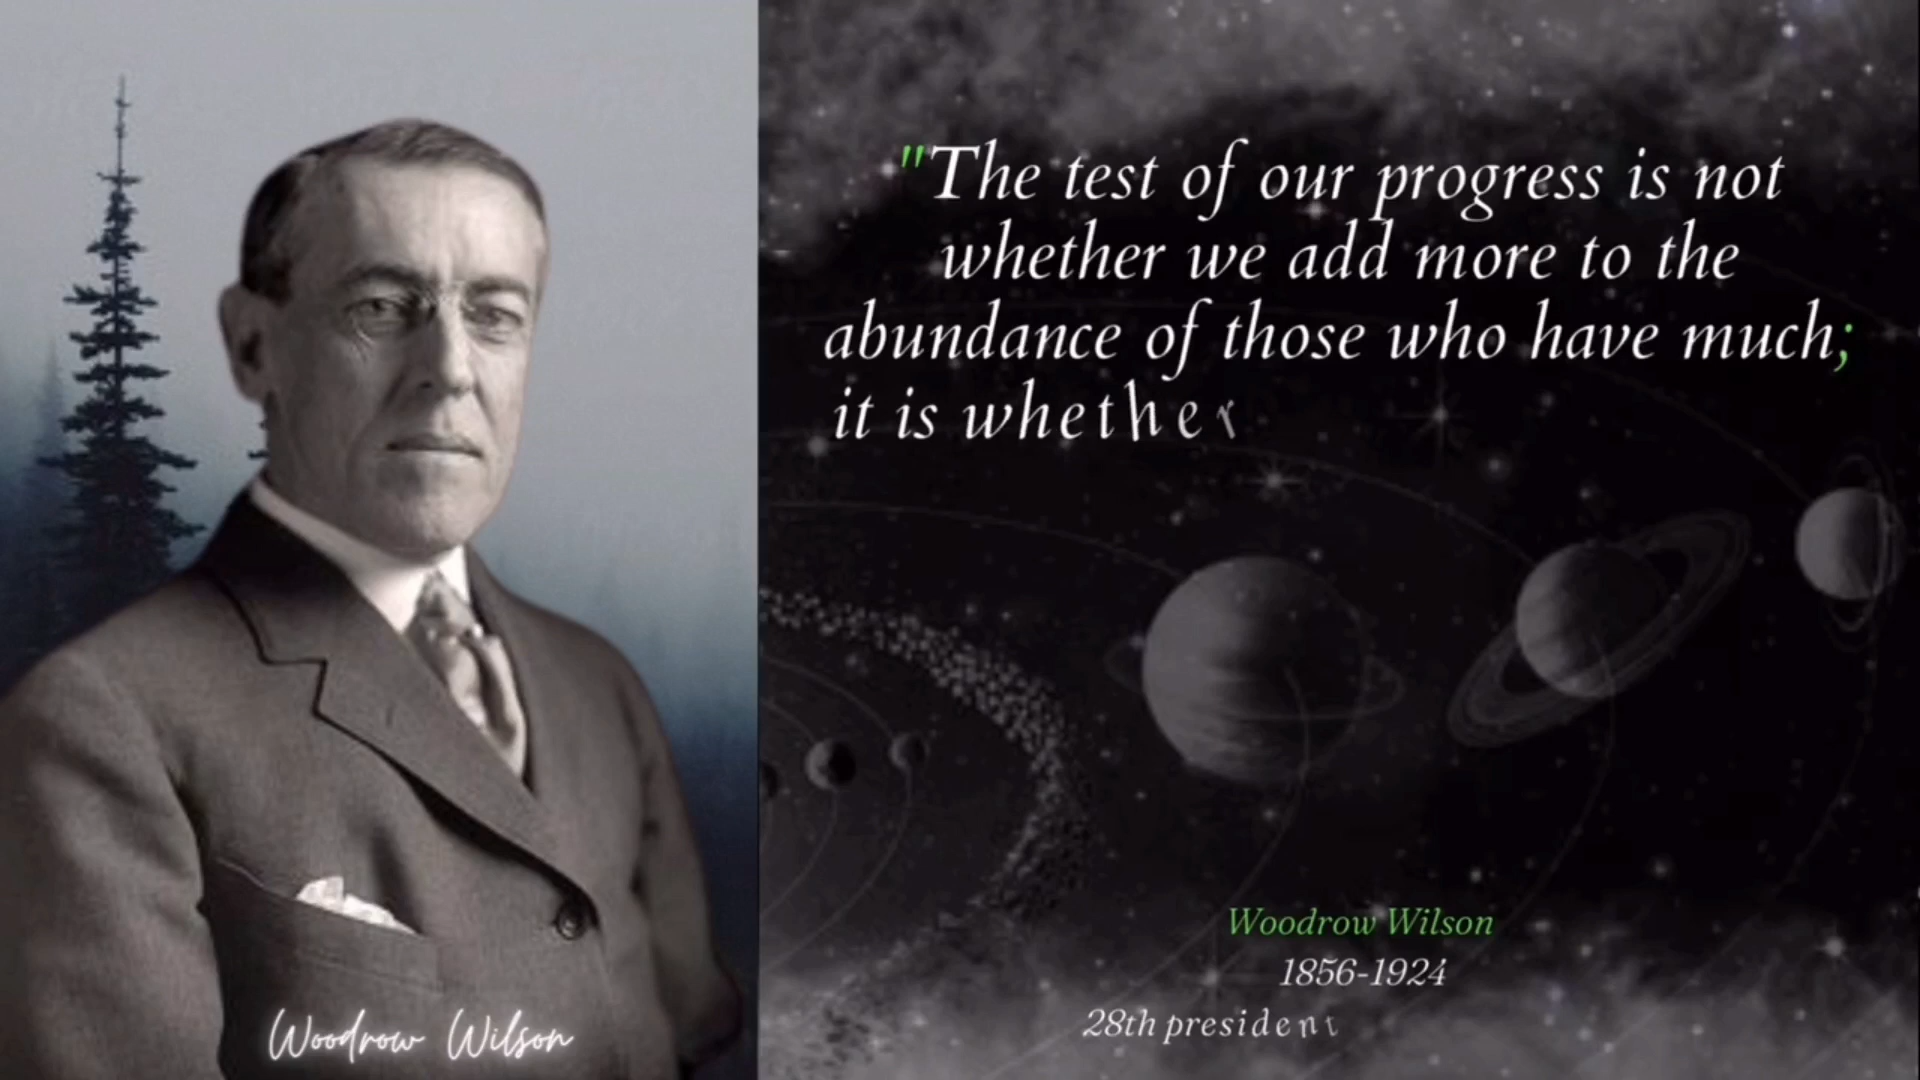 "The test of our progress is not
whether we add more to the
abundance of those who have much;
it is whether
Woodrow Wilson
1856-1924
28th president
Woodrow Wilson